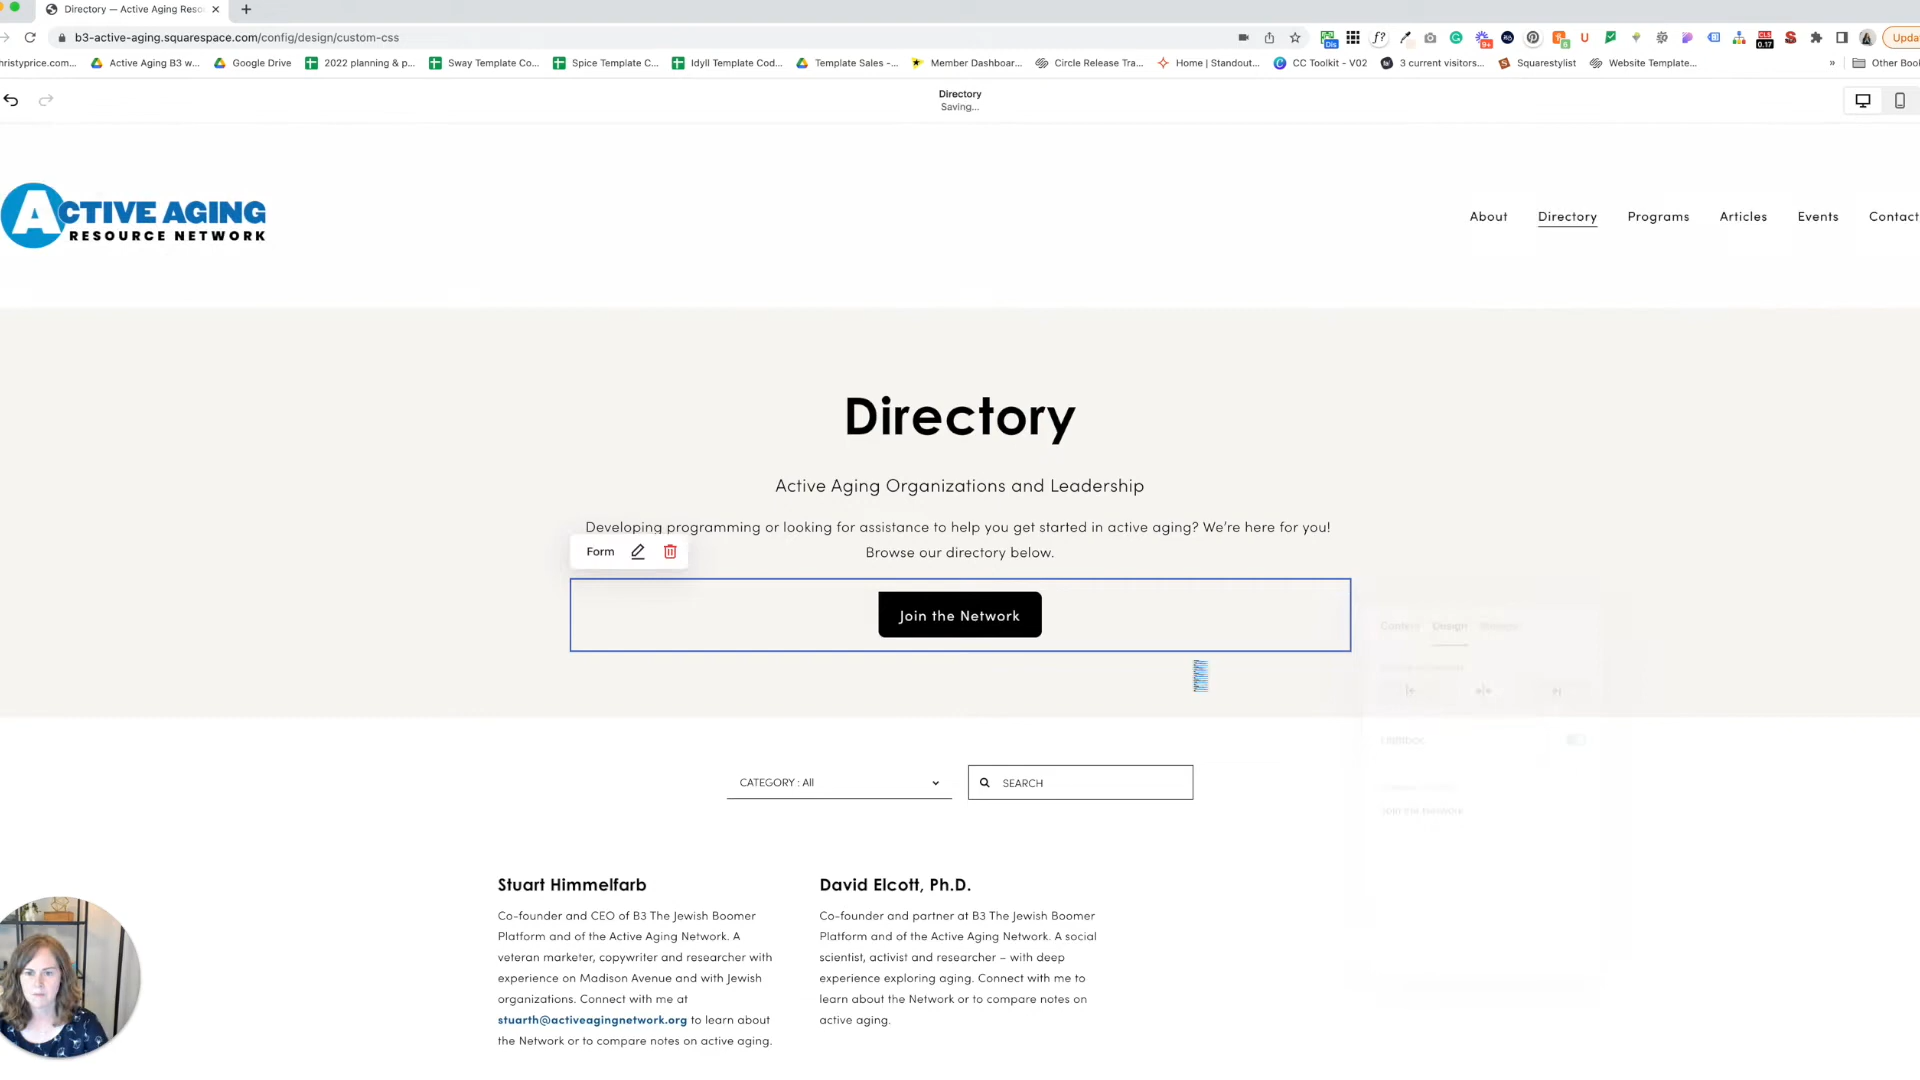 Directory — Active Aging Reso
b3-active-aging.squarespace.com/config/design/custom-css
Upda
hristyprice.com...
Active Aging B3 w...
Google Drive
2022 planning & p...
Sway Template Co...
Spice Template C...
Idyll Template Cod...
Template Sales -...
Member Dashboar...
Circle Release Tra...
Home | Standout...
CC Toolkit - V02
3 current visitors...
Squarestylist
Website Template...
»
Other Book
Directory
Saving...
ACTIVE AGING
RESOURCE NETWORK
About
Directory
Programs
Articles
Events
Contact
Directory
Active Aging Organizations and Leadership
Developing programming or looking for assistance to help you get started in active aging? We're here for you!
Browse our directory below.
Form
Join the Network
Content Design
Lightbox
Join the Network
CATEGORY : All
SEARCH
Stuart Himmelfarb
Co-founder and CEO of B3 The Jewish Boomer
Platform and of the Active Aging Network. A
veteran marketer, copywriter and researcher with
experience on Madison Avenue and with Jewish
organizations. Connect with me at
stuarth@activeagingnetwork.org to learn about
the Network or to compare notes on active aging.
David Elcott, Ph.D.
Co-founder and partner at B3 The Jewish Boomer
Platform and of the Active Aging Network. A social
scientist, activist and researcher – with deep
experience exploring aging. Connect with me to
learn about the Network or to compare notes on
active aging.